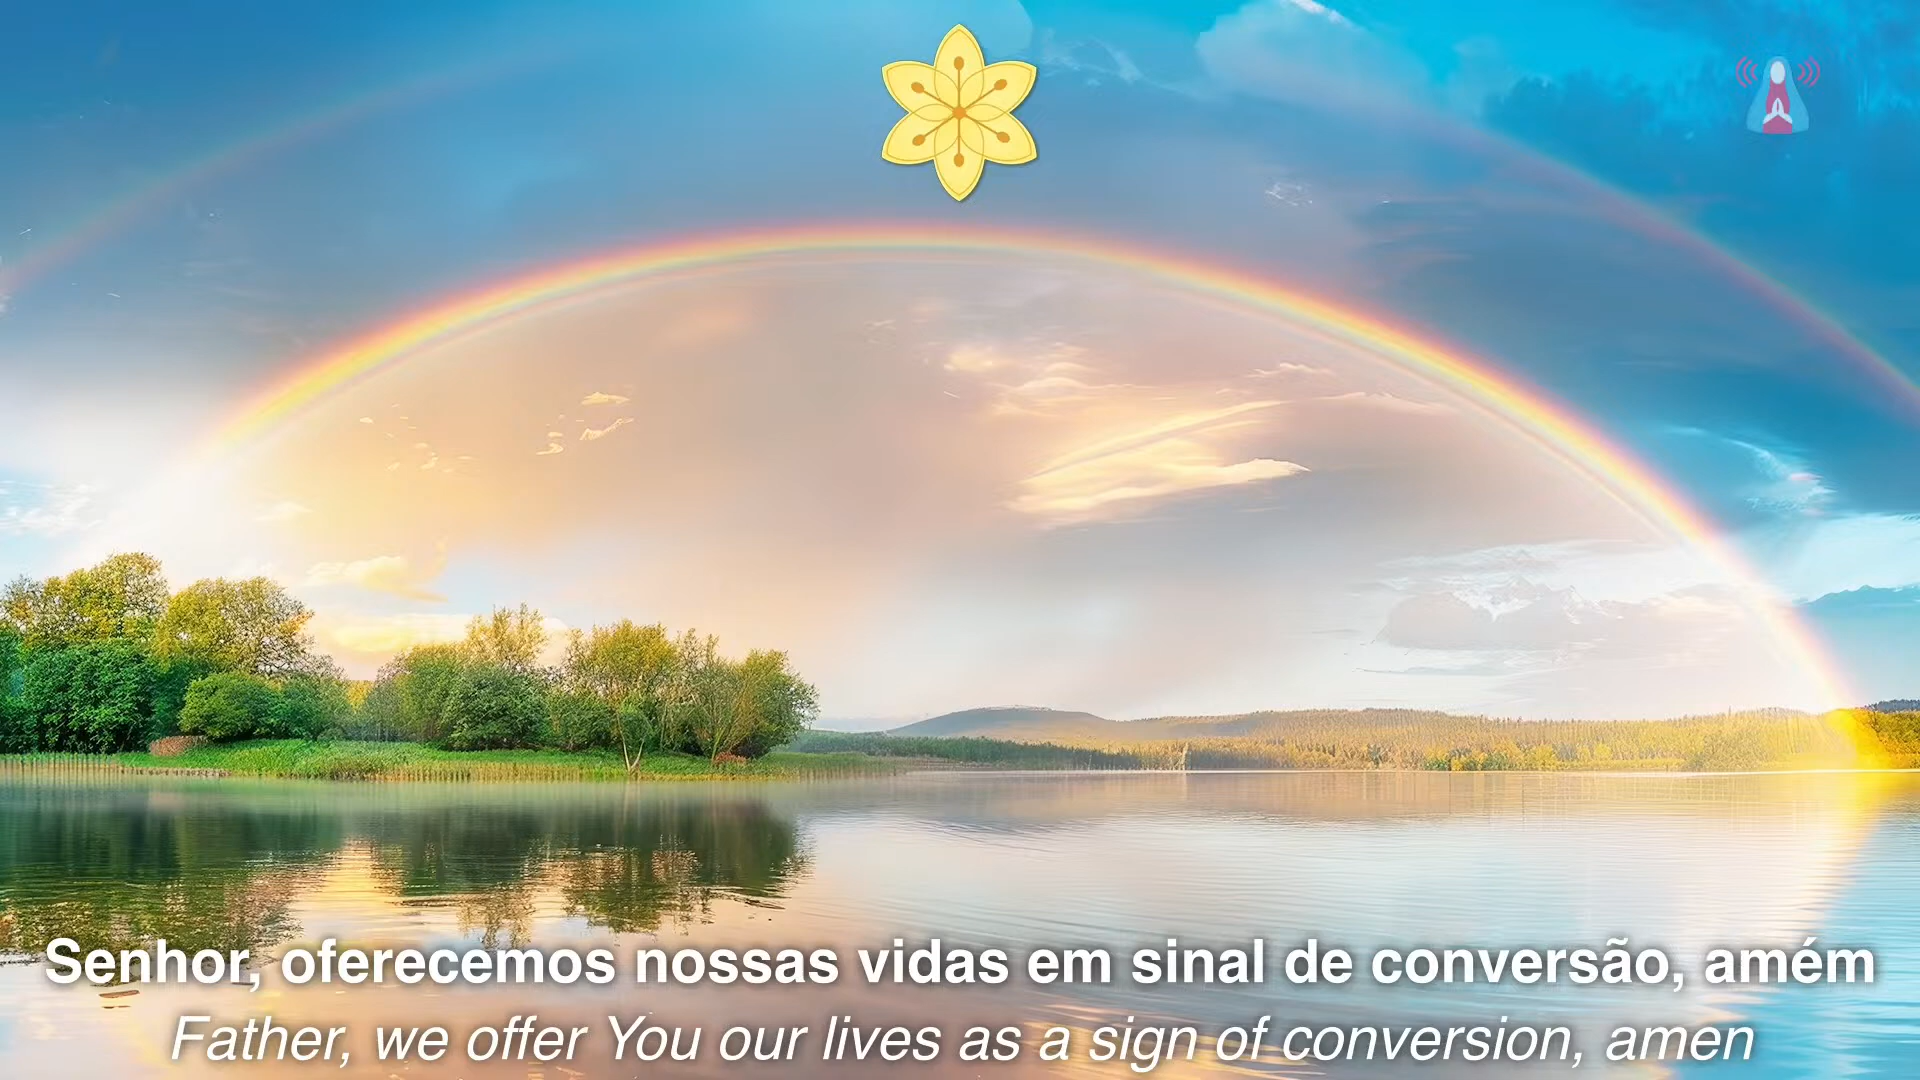 Senhor, oferecemos nossas vidas em sinal de conversão, amém
Father, we offer You our lives as a sign of conversion, amen